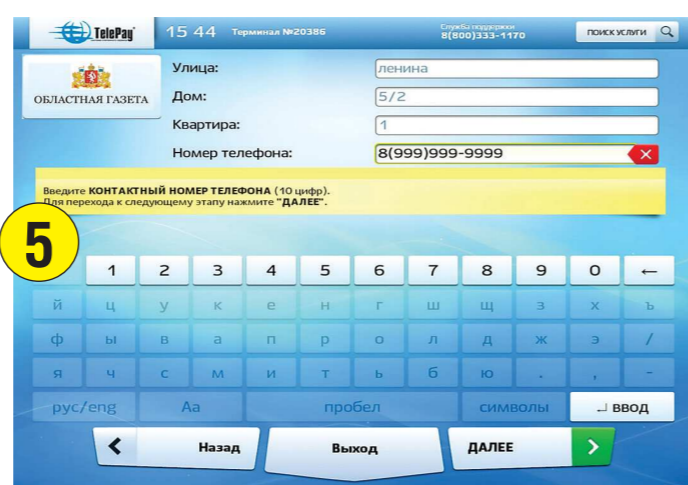 TelePay 15 44 Терминал №20386 Служба поддержки 8(800)333-1170 ПОИСК УСЛУГИ
ОБЛАСТНАЯ ГАЗЕТА
Улица: ленина
Дом: 5/2
Квартира: 1
Номер телефона: 8(999)999-9999
Введите КОНТАКТНЫЙ НОМЕР ТЕЛЕФОНА (10 цифр).
Для перехода к следующему этапу нажмите "ДАЛЕЕ".
5
1 2 3 4 5 6 7 8 9 0 ←
й ц у к е н г ш щ з х ъ
ф ы в а п р о л д ж э /
я ч с м и т ь б ю . , -
рус/eng Аа пробел символы ВВОД
Назад Выход ДАЛЕЕ